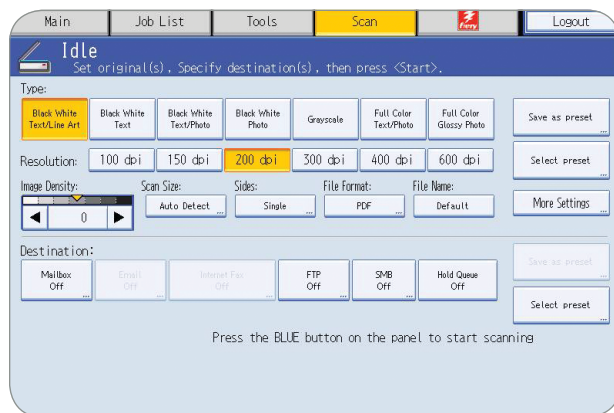 Main Job List Tools Scan Fiery Logout
Idle
Set original(s). Specify destination(s), then press <Start>.
Type:
Black White Text/Line Art
Black White Text
Black White Text/Photo
Black White Photo
Grayscale
Full Color Text/Photo
Full Color Glossy Photo
Save as preset ...
Resolution: 100 dpi 150 dpi 200 dpi 300 dpi 400 dpi 600 dpi
Select preset ...
Image Density: Scan Size: Sides: File Format: File Name:
0 Auto Detect ... Single ... PDF ... Default More Settings ...
Destination:
Mailbox Off ...
Email Off ...
Internet Fax Off ...
FTP Off ...
SMB Off ...
Hold Queue Off
Save as preset ...
Select preset ...
Press the BLUE button on the panel to start scanning